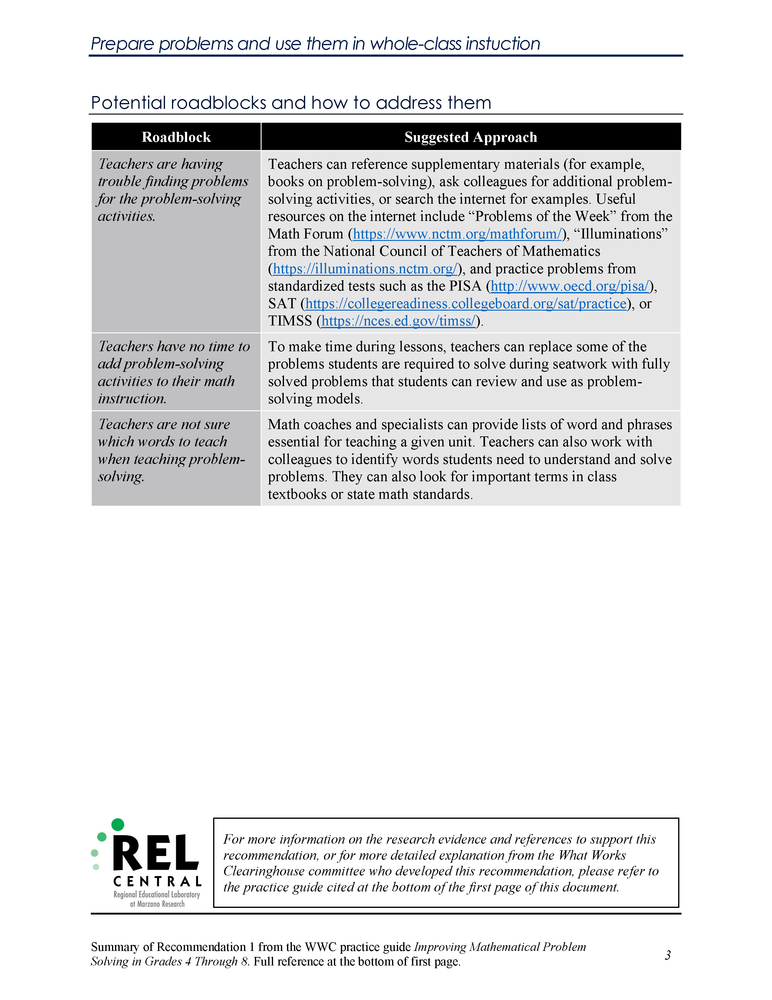 Prepare problems and use them in whole-class instuction
Potential roadblocks and how to address them
Roadblock
Suggested Approach
Teachers are having
trouble finding problems
for the problem-solving
activities.
Teachers can reference supplementary materials (for example,
books on problem-solving), ask colleagues for additional problem-
solving activities, or search the internet for examples. Useful
resources on the internet include “Problems of the Week” from the
Math Forum (https://www.nctm.org/mathforum/), “Illuminations”
from the National Council of Teachers of Mathematics
(https://illuminations.nctm.org/), and practice problems from
standardized tests such as the PISA (http://www.oecd.org/pisa/),
SAT (https://collegereadiness.collegeboard.org/sat/practice), or
TIMSS (https://nces.ed.gov/timss/).
Teachers have no time to
add problem-solving
activities to their math
instruction.
To make time during lessons, teachers can replace some of the
problems students are required to solve during seatwork with fully
solved problems that students can review and use as problem-
solving models.
Teachers are not sure
which words to teach
when teaching problem-
solving.
Math coaches and specialists can provide lists of word and phrases
essential for teaching a given unit. Teachers can also work with
colleagues to identify words students need to understand and solve
problems. They can also look for important terms in class
textbooks or state math standards.
REL
CENTRAL
Regional Educational Laboratory
at Marzano Research
For more information on the research evidence and references to support this
recommendation, or for more detailed explanation from the What Works
Clearinghouse committee who developed this recommendation, please refer to
the practice guide cited at the bottom of the first page of this document.
Summary of Recommendation 1 from the WWC practice guide Improving Mathematical Problem
Solving in Grades 4 Through 8. Full reference at the bottom of first page.
3